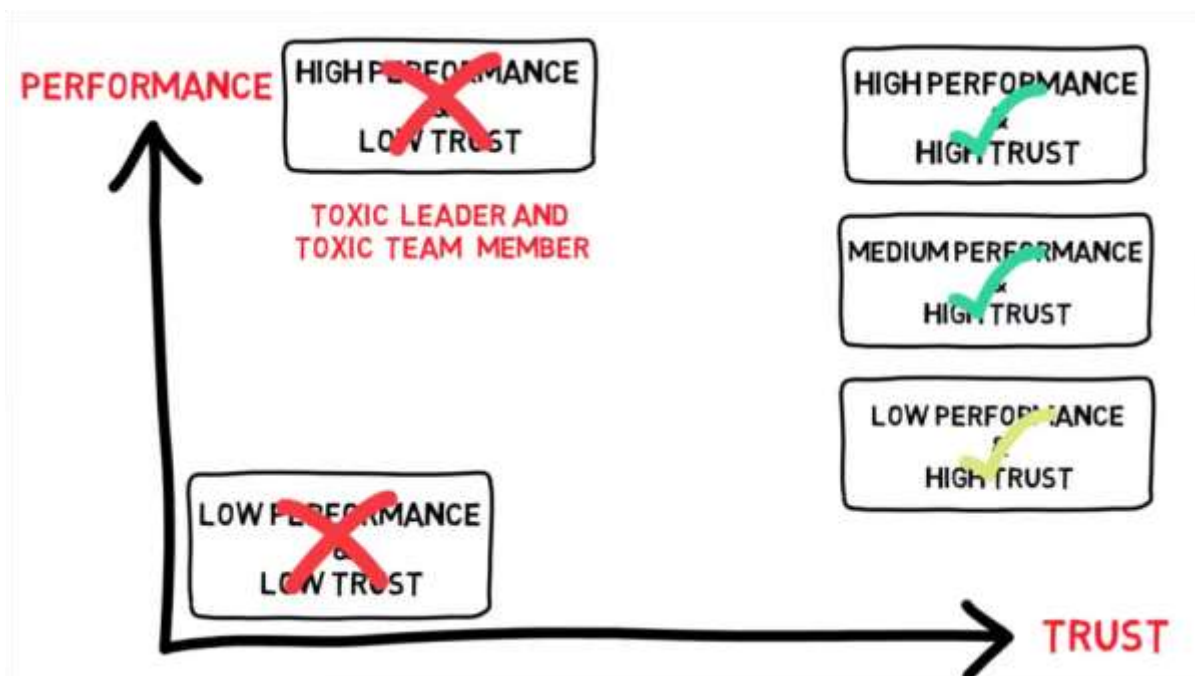 PERFORMANCE
HIGH PERFORMANCE
&
LOW TRUST
TOXIC LEADER AND
TOXIC TEAM MEMBER
HIGH PERFORMANCE
&
HIGH TRUST
MEDIUM PERFORMANCE
&
HIGH TRUST
LOW PERFORMANCE
&
HIGH TRUST
LOW PERFORMANCE
&
LOW TRUST
TRUST